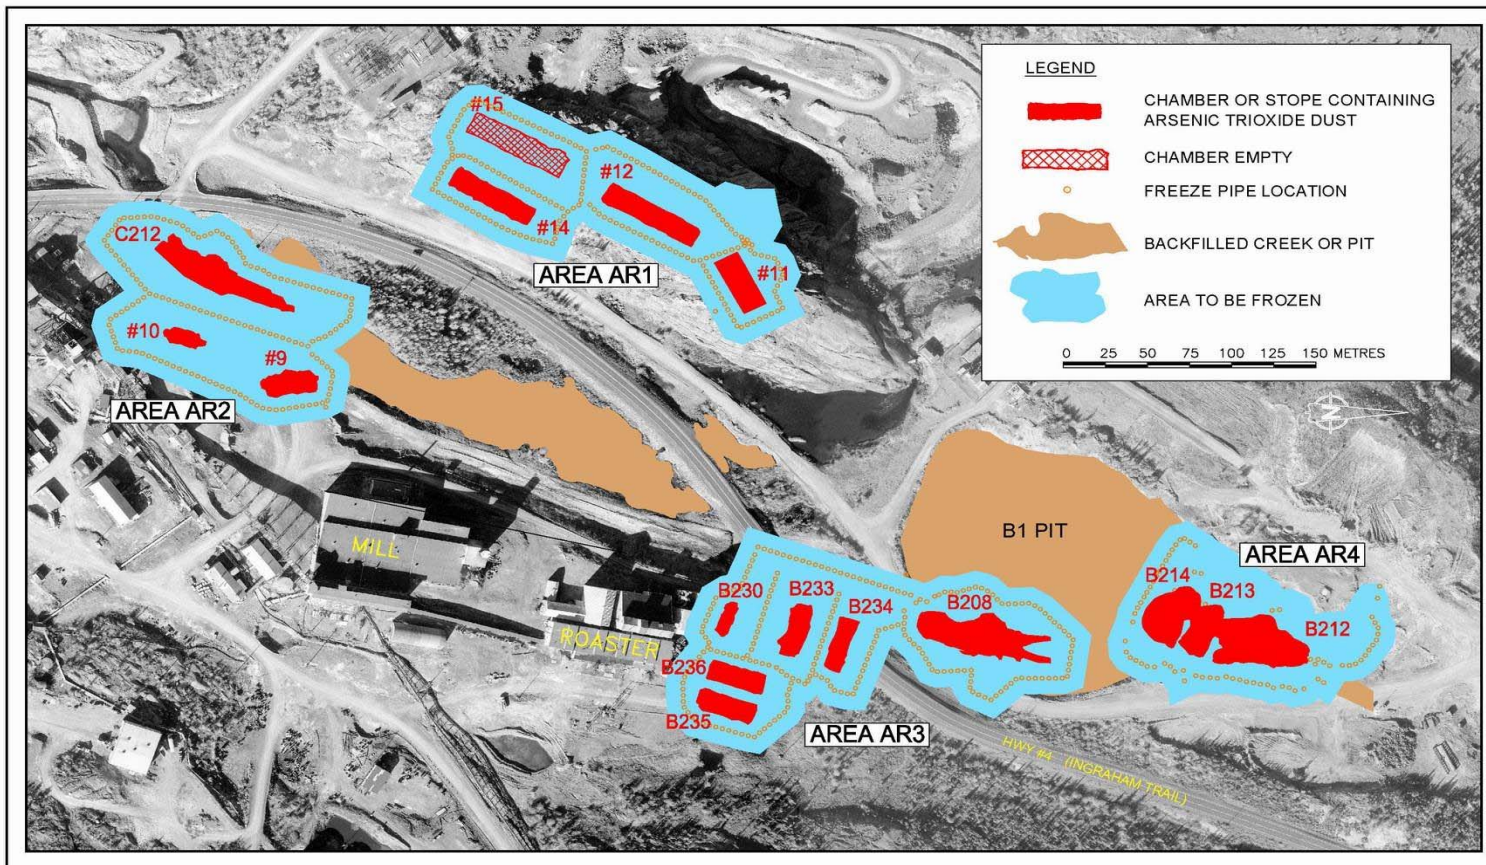 LEGEND
CHAMBER OR STOPE CONTAINING
ARSENIC TRIOXIDE DUST
CHAMBER EMPTY
FREEZE PIPE LOCATION
BACKFILLED CREEK OR PIT
AREA TO BE FROZEN
0 25 50 75 100 125 150 METRES
N
#15
#12
#14
#11
AREA AR1
C212
#10
#9
AREA AR2
MILL
ROASTER
B1 PIT
B230
B233
B234
B236
B235
B208
AREA AR3
AREA AR4
B214
B213
B212
HWY #4 (INGRAHAM TRAIL)